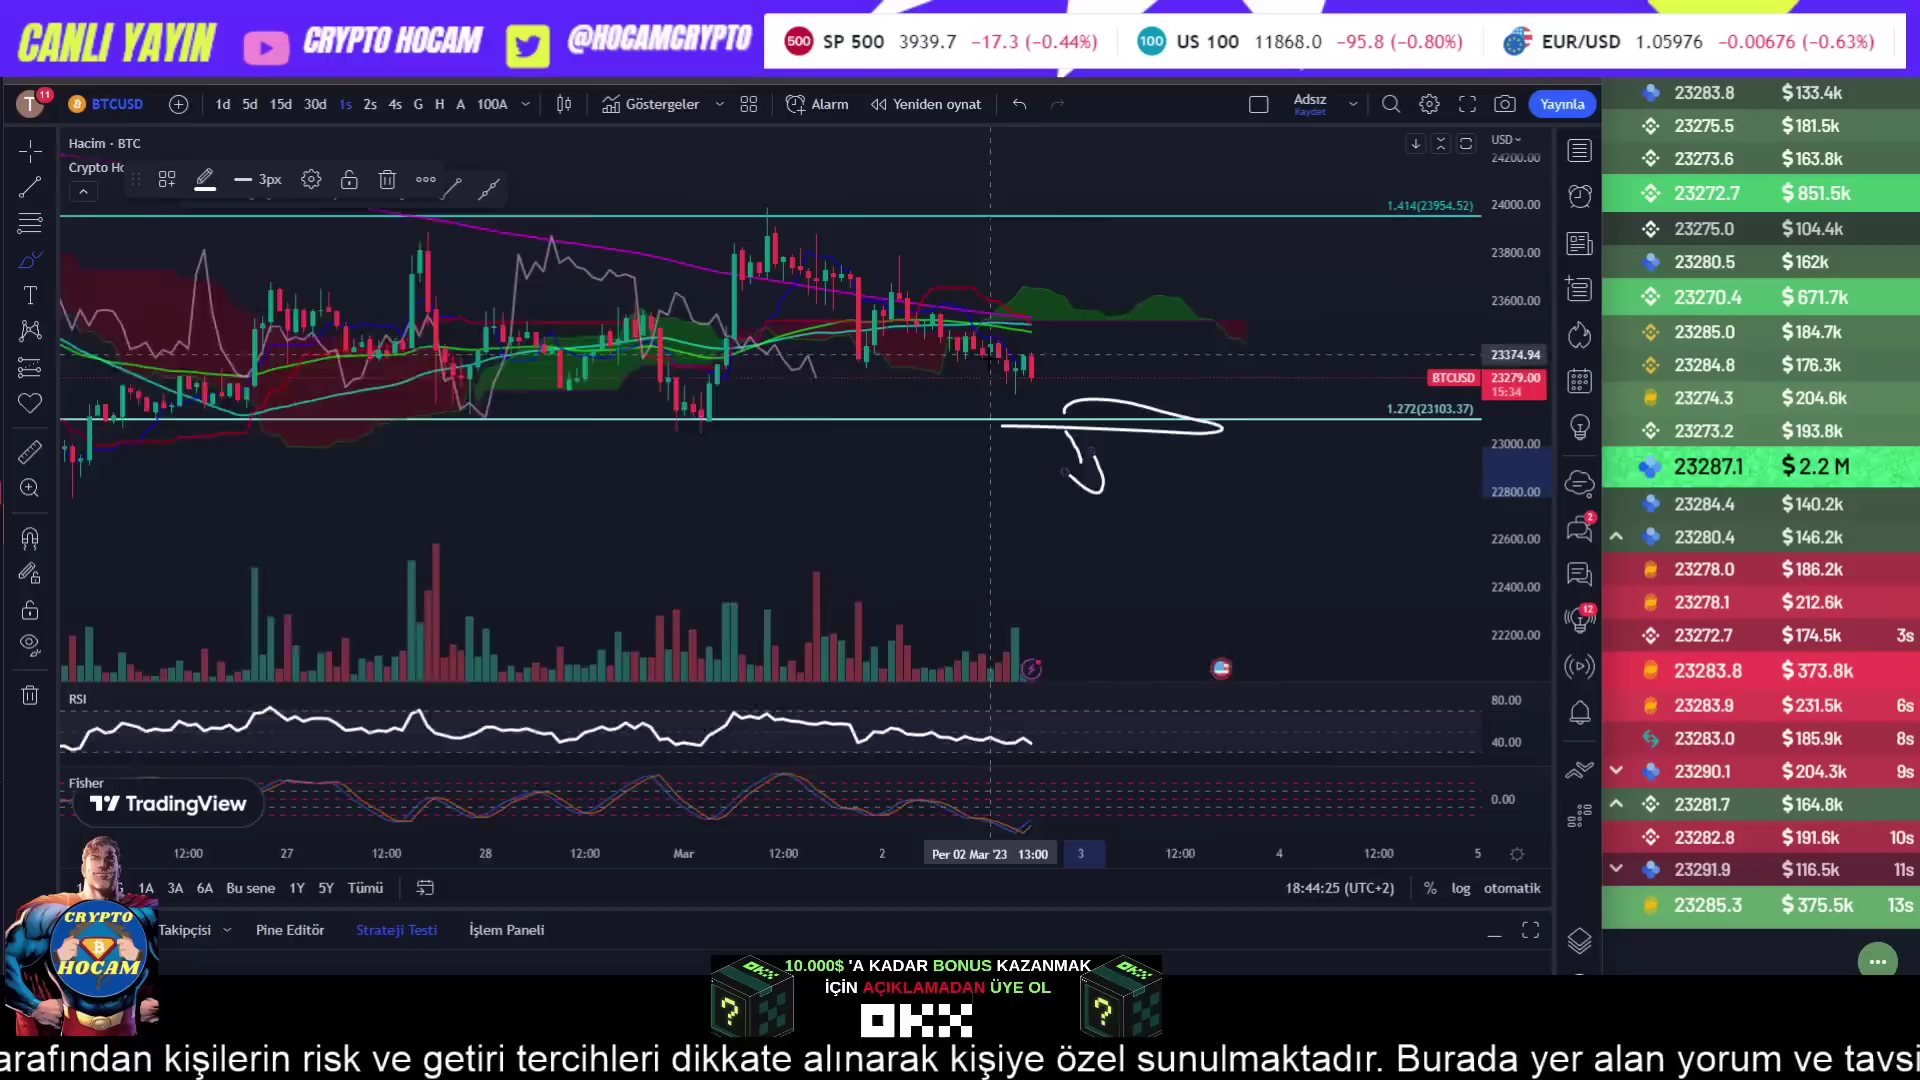 CANLI YAYIN
CRYPTO HOCAM
@HOCAMCRYPTO
500 SP 500 3939.7 −17.3 (−0.44%)
100 US 100 11868.0 −95.8 (−0.80%)
EUR/USD 1.05976 −0.00676 (−0.63%)
T 11 BTCUSD 1d 5d 15d 30d 1s 2s 4s G H A 100A Göstergeler Alarm Yeniden oynat Adsız Kaydet Yayınla
Hacim · BTC
Crypto Ho
3px
USD
24200.00
1.414(23954.52)
24000.00
23800.00
23600.00
23374.94
BTCUSD 23279.00
15:34
1.272(23103.37)
23000.00
22800.00
22600.00
22400.00
22200.00
RSI
80.00
40.00
Fisher
0.00
TradingView
12:00 27 12:00 28 12:00 Mar 12:00 2 Per 02 Mar '23 13:00 3 12:00 4 12:00 5
1A 3A 6A Bu sene 1Y 5Y Tümü
18:44:25 (UTC+2) % log otomatik
Takipçisi Pine Editör Strateji Testi İşlem Paneli
2
12
23283.8 $133.4k
23275.5 $181.5k
23273.6 $163.8k
23272.7 $851.5k
23275.0 $104.4k
23280.5 $162k
23270.4 $671.7k
23285.0 $184.7k
23284.8 $176.3k
23274.3 $204.6k
23273.2 $193.8k
23287.1 $2.2 M
23284.4 $140.2k
23280.4 $146.2k
23278.0 $186.2k
23278.1 $212.6k
23272.7 $174.5k 3s
23283.8 $373.8k
23283.9 $231.5k 6s
23283.0 $185.9k 8s
23290.1 $204.3k 9s
23281.7 $164.8k
23282.8 $191.6k 10s
23291.9 $116.5k 11s
23285.3 $375.5k 13s
CRYPTO
HOCAM
10.000$ 'A KADAR BONUS KAZANMAK
İÇİN AÇIKLAMADAN ÜYE OL
OKX
arafından kişilerin risk ve getiri tercihleri dikkate alınarak kişiye özel sunulmaktadır. Burada yer alan yorum ve tavsi